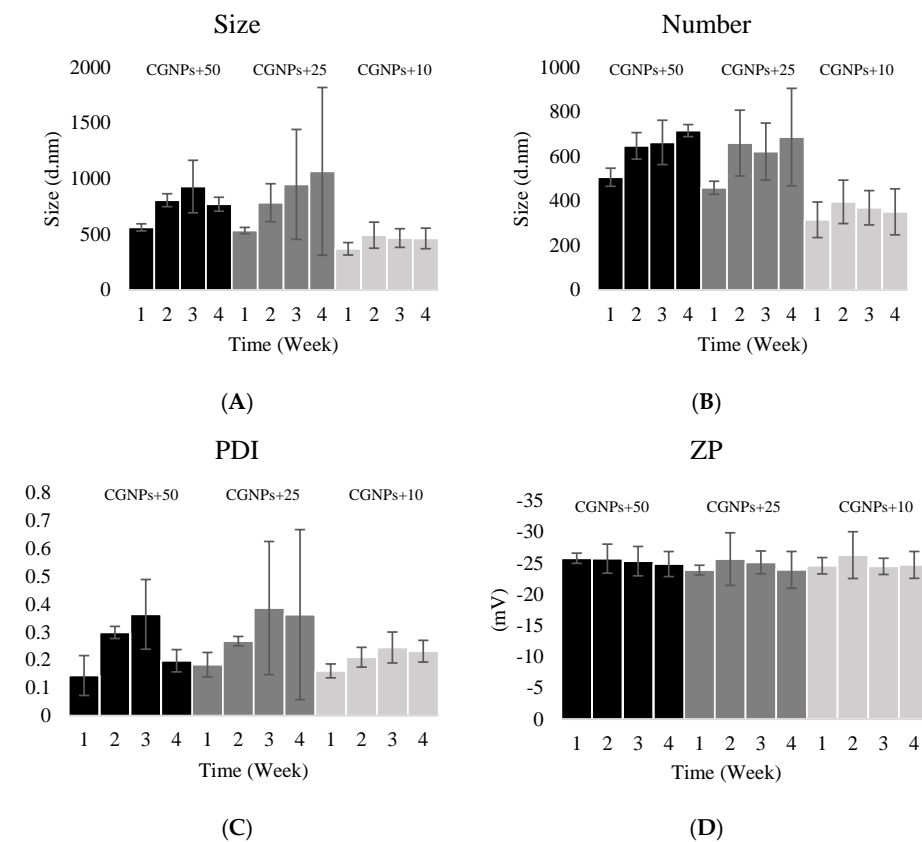 Size
2000
1500
1000
500
0
Size (d.nm)
CGNPs+50 CGNPs+25 CGNPs+10
1 2 3 4 1 2 3 4 1 2 3 4
Time (Week)
(A)
Number
1000
800
600
400
200
0
Size (d.nm)
CGNPs+50 CGNPs+25 CGNPs+10
1 2 3 4 1 2 3 4 1 2 3 4
Time (Week)
(B)
PDI
0.8
0.7
0.6
0.5
0.4
0.3
0.2
0.1
0
CGNPs+50 CGNPs+25 CGNPs+10
1 2 3 4 1 2 3 4 1 2 3 4
Time (Week)
(C)
ZP
-35
-30
-25
-20
-15
-10
-5
0
(mV)
CGNPs+50 CGNPs+25 CGNPs+10
1 2 3 4 1 2 3 4 1 2 3 4
Time (Week)
(D)